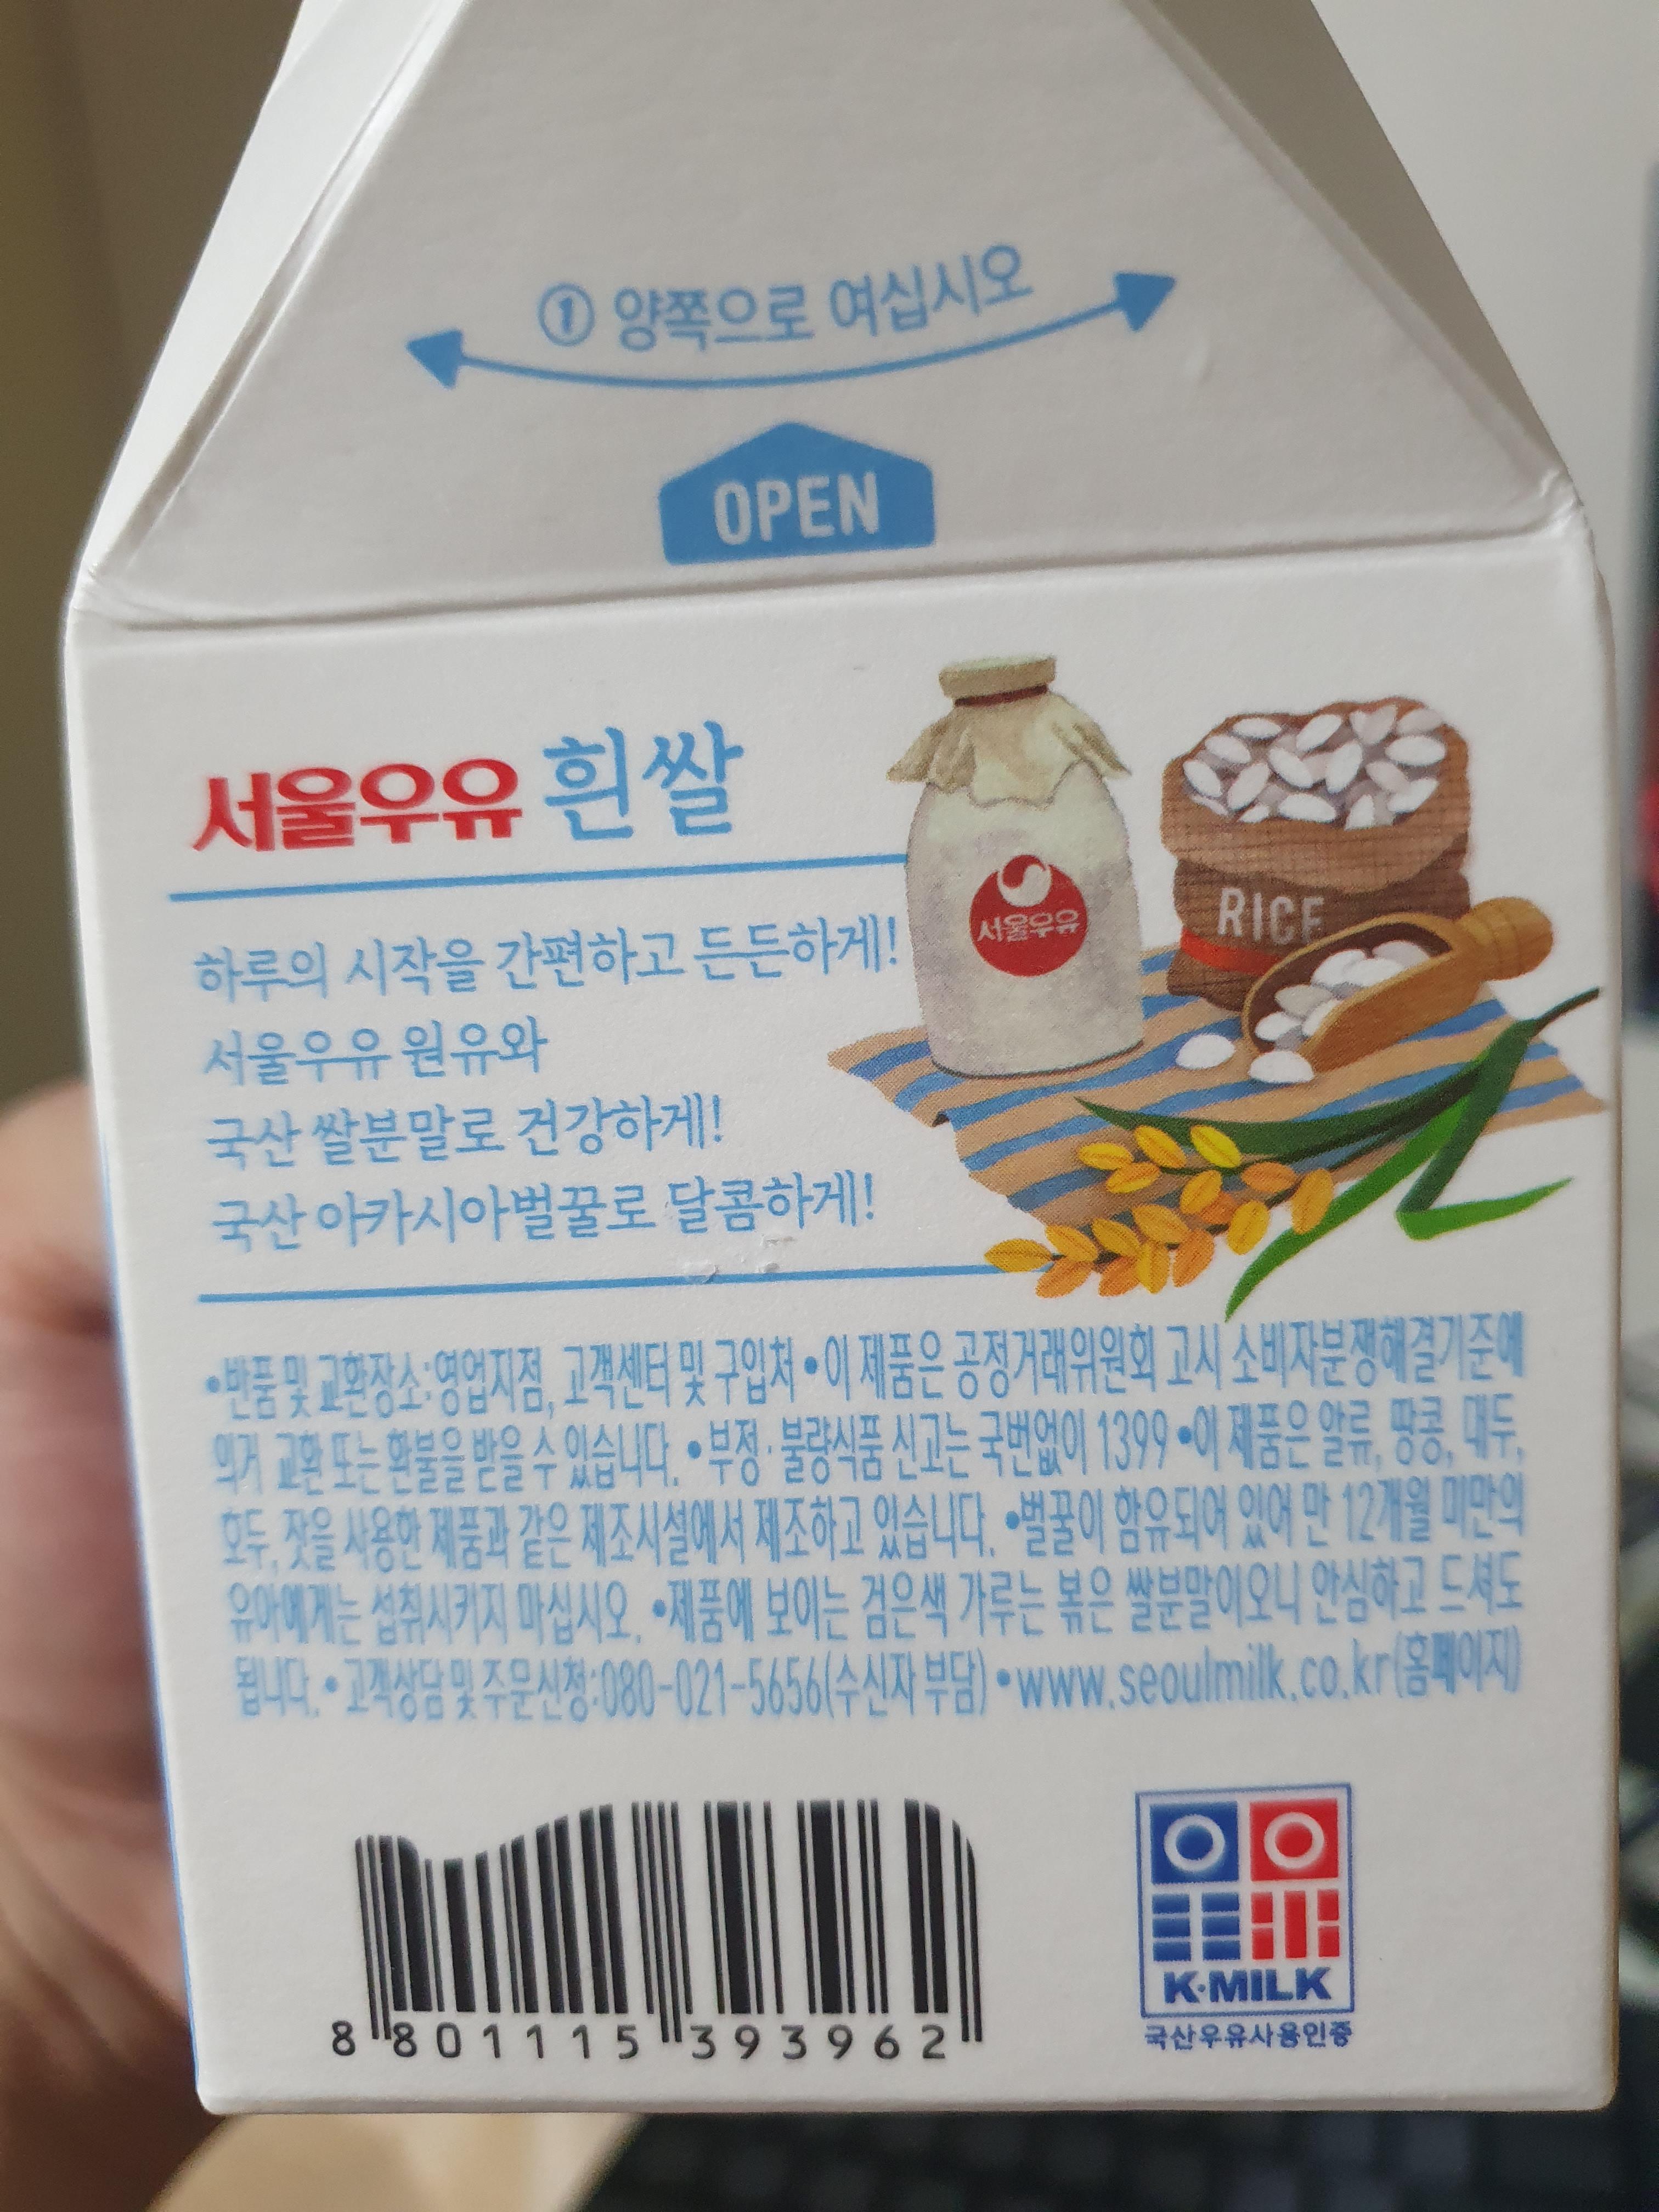 ① 양쪽으로 여십시오
OPEN
서울우유 흰쌀
서울우유
RICE
하루의 시작을 간편하고 든든하게!
서울우유 원유와
국산 쌀분말로 건강하게!
국산 아카시아벌꿀로 달콤하게!
•반품 및 교환장소:영업지점, 고객센터 및 구입처 •이 제품은 공정거래위원회 고시 소비자분쟁해결기준에
의거 교환 또는 환불을 받을 수 있습니다. •부정·불량식품 신고는 국번없이 1399 •이 제품은 알류, 땅콩, 대두,
호두, 잣을 사용한 제품과 같은 제조시설에서 제조하고 있습니다. •벌꿀이 함유되어 있어 만 12개월 미만의
유아에게는 섭취시키지 마십시오. •제품에 보이는 검은색 가루는 볶은 쌀분말이오니 안심하고 드셔도
됩니다. •고객상담 및 주문신청:080-021-5656(수신자 부담) •www.seoulmilk.co.kr(홈페이지)
8 801115 393962
우유
K·MILK
국산우유사용인증